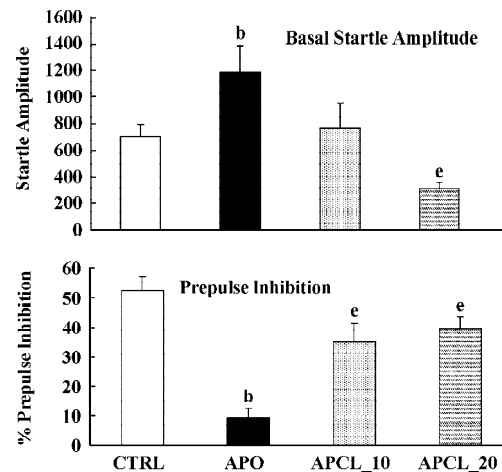 Basal Startle Amplitude
Startle Amplitude
1600
1400
1200
1000
800
600
400
200
0
b
e
Prepulse Inhibition
% Prepulse Inhibition
60
50
40
30
20
10
0
b
e
e
CTRL APO APCL_10 APCL_20